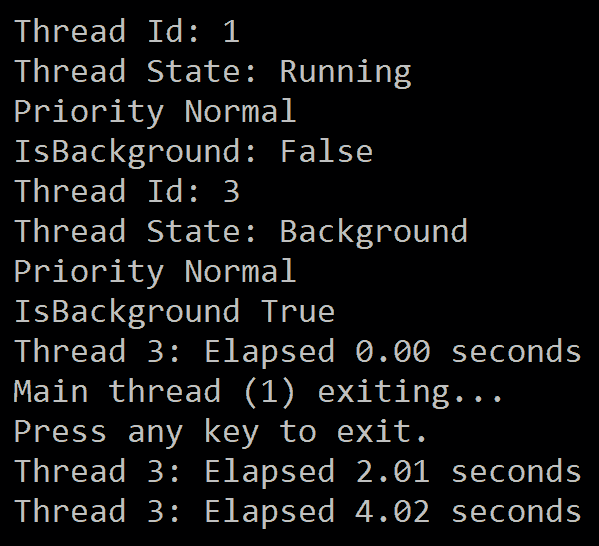 Thread Id: 1
Thread State: Running
Priority Normal
IsBackground: False
Thread Id: 3
Thread State: Background
Priority Normal
IsBackground True
Thread 3: Elapsed 0.00 seconds
Main thread (1) exiting...
Press any key to exit.
Thread 3: Elapsed 2.01 seconds
Thread 3: Elapsed 4.02 seconds